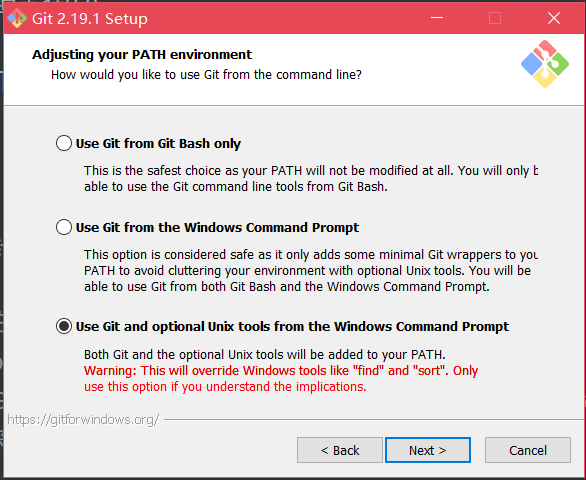 Git 2.19.1 Setup
Adjusting your PATH environment
How would you like to use Git from the command line?
Use Git from Git Bash only
This is the safest choice as your PATH will not be modified at all. You will only b
able to use the Git command line tools from Git Bash.
Use Git from the Windows Command Prompt
This option is considered safe as it only adds some minimal Git wrappers to you
PATH to avoid cluttering your environment with optional Unix tools. You will be
able to use Git from both Git Bash and the Windows Command Prompt.
Use Git and optional Unix tools from the Windows Command Prompt
Both Git and the optional Unix tools will be added to your PATH.
Warning: This will override Windows tools like "find" and "sort". Only
use this option if you understand the implications.
https://gitforwindows.org/
< Back
Next >
Cancel